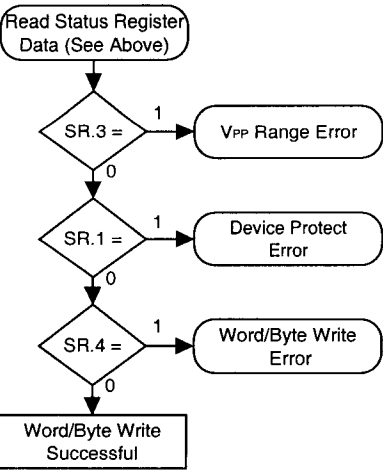 Read Status Register
Data (See Above)
SR.3 =
1
VPP Range Error
0
SR.1 =
1
Device Protect
Error
0
SR.4 =
1
Word/Byte Write
Error
0
Word/Byte Write
Successful